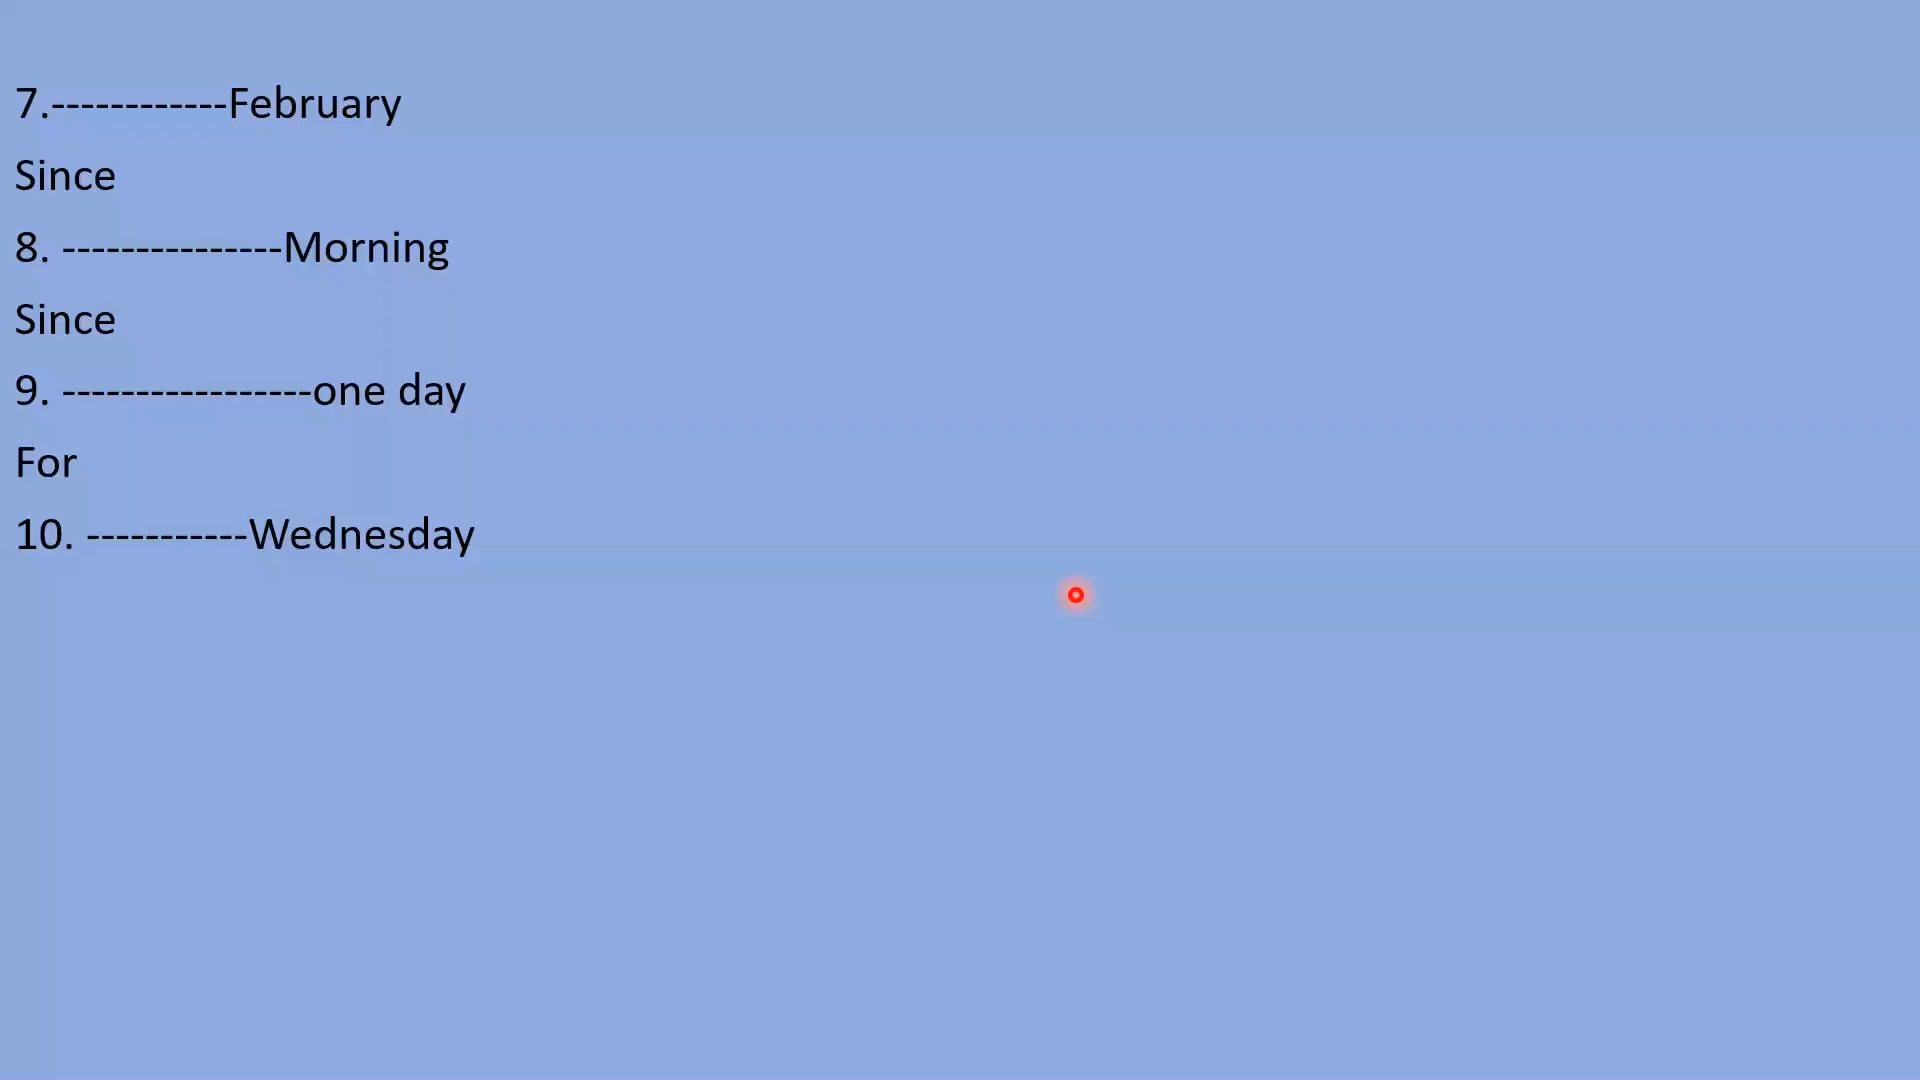 7.------------February
Since
8. ---------------Morning
Since
9. -----------------one day
For
10. -----------Wednesday